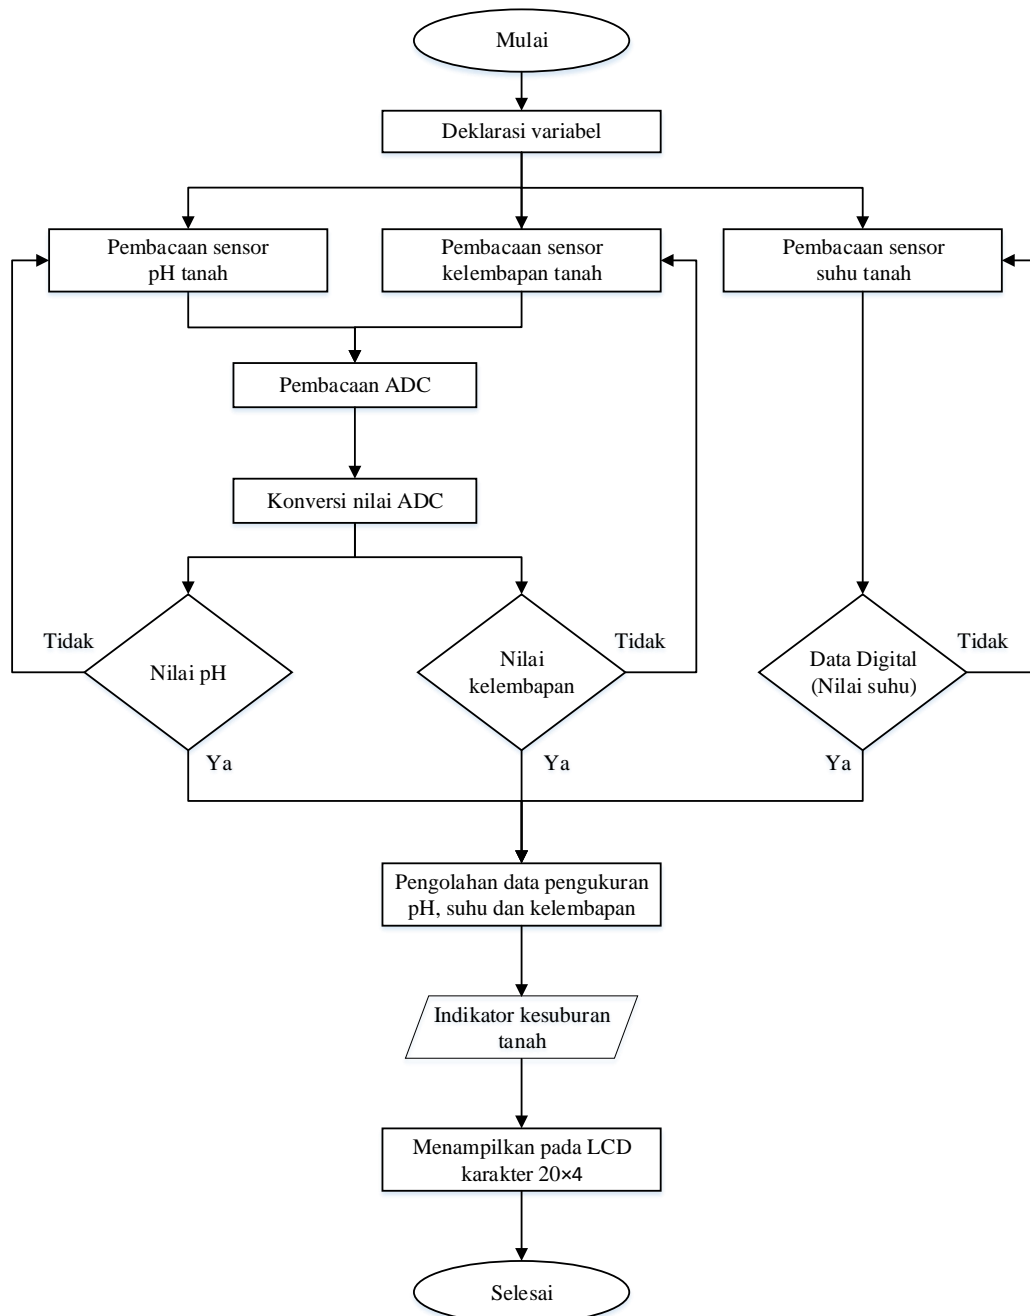 Mulai
Deklarasi variabel
Pembacaan sensor
pH tanah
Pembacaan sensor
kelembapan tanah
Pembacaan sensor
suhu tanah
Pembacaan ADC
Konversi nilai ADC
Tidak
Nilai pH
Ya
Nilai
kelembapan
Tidak
Ya
Data Digital
(Nilai suhu)
Tidak
Ya
Pengolahan data pengukuran
pH, suhu dan kelembapan
Indikator kesuburan
tanah
Menampilkan pada LCD
karakter 20×4
Selesai